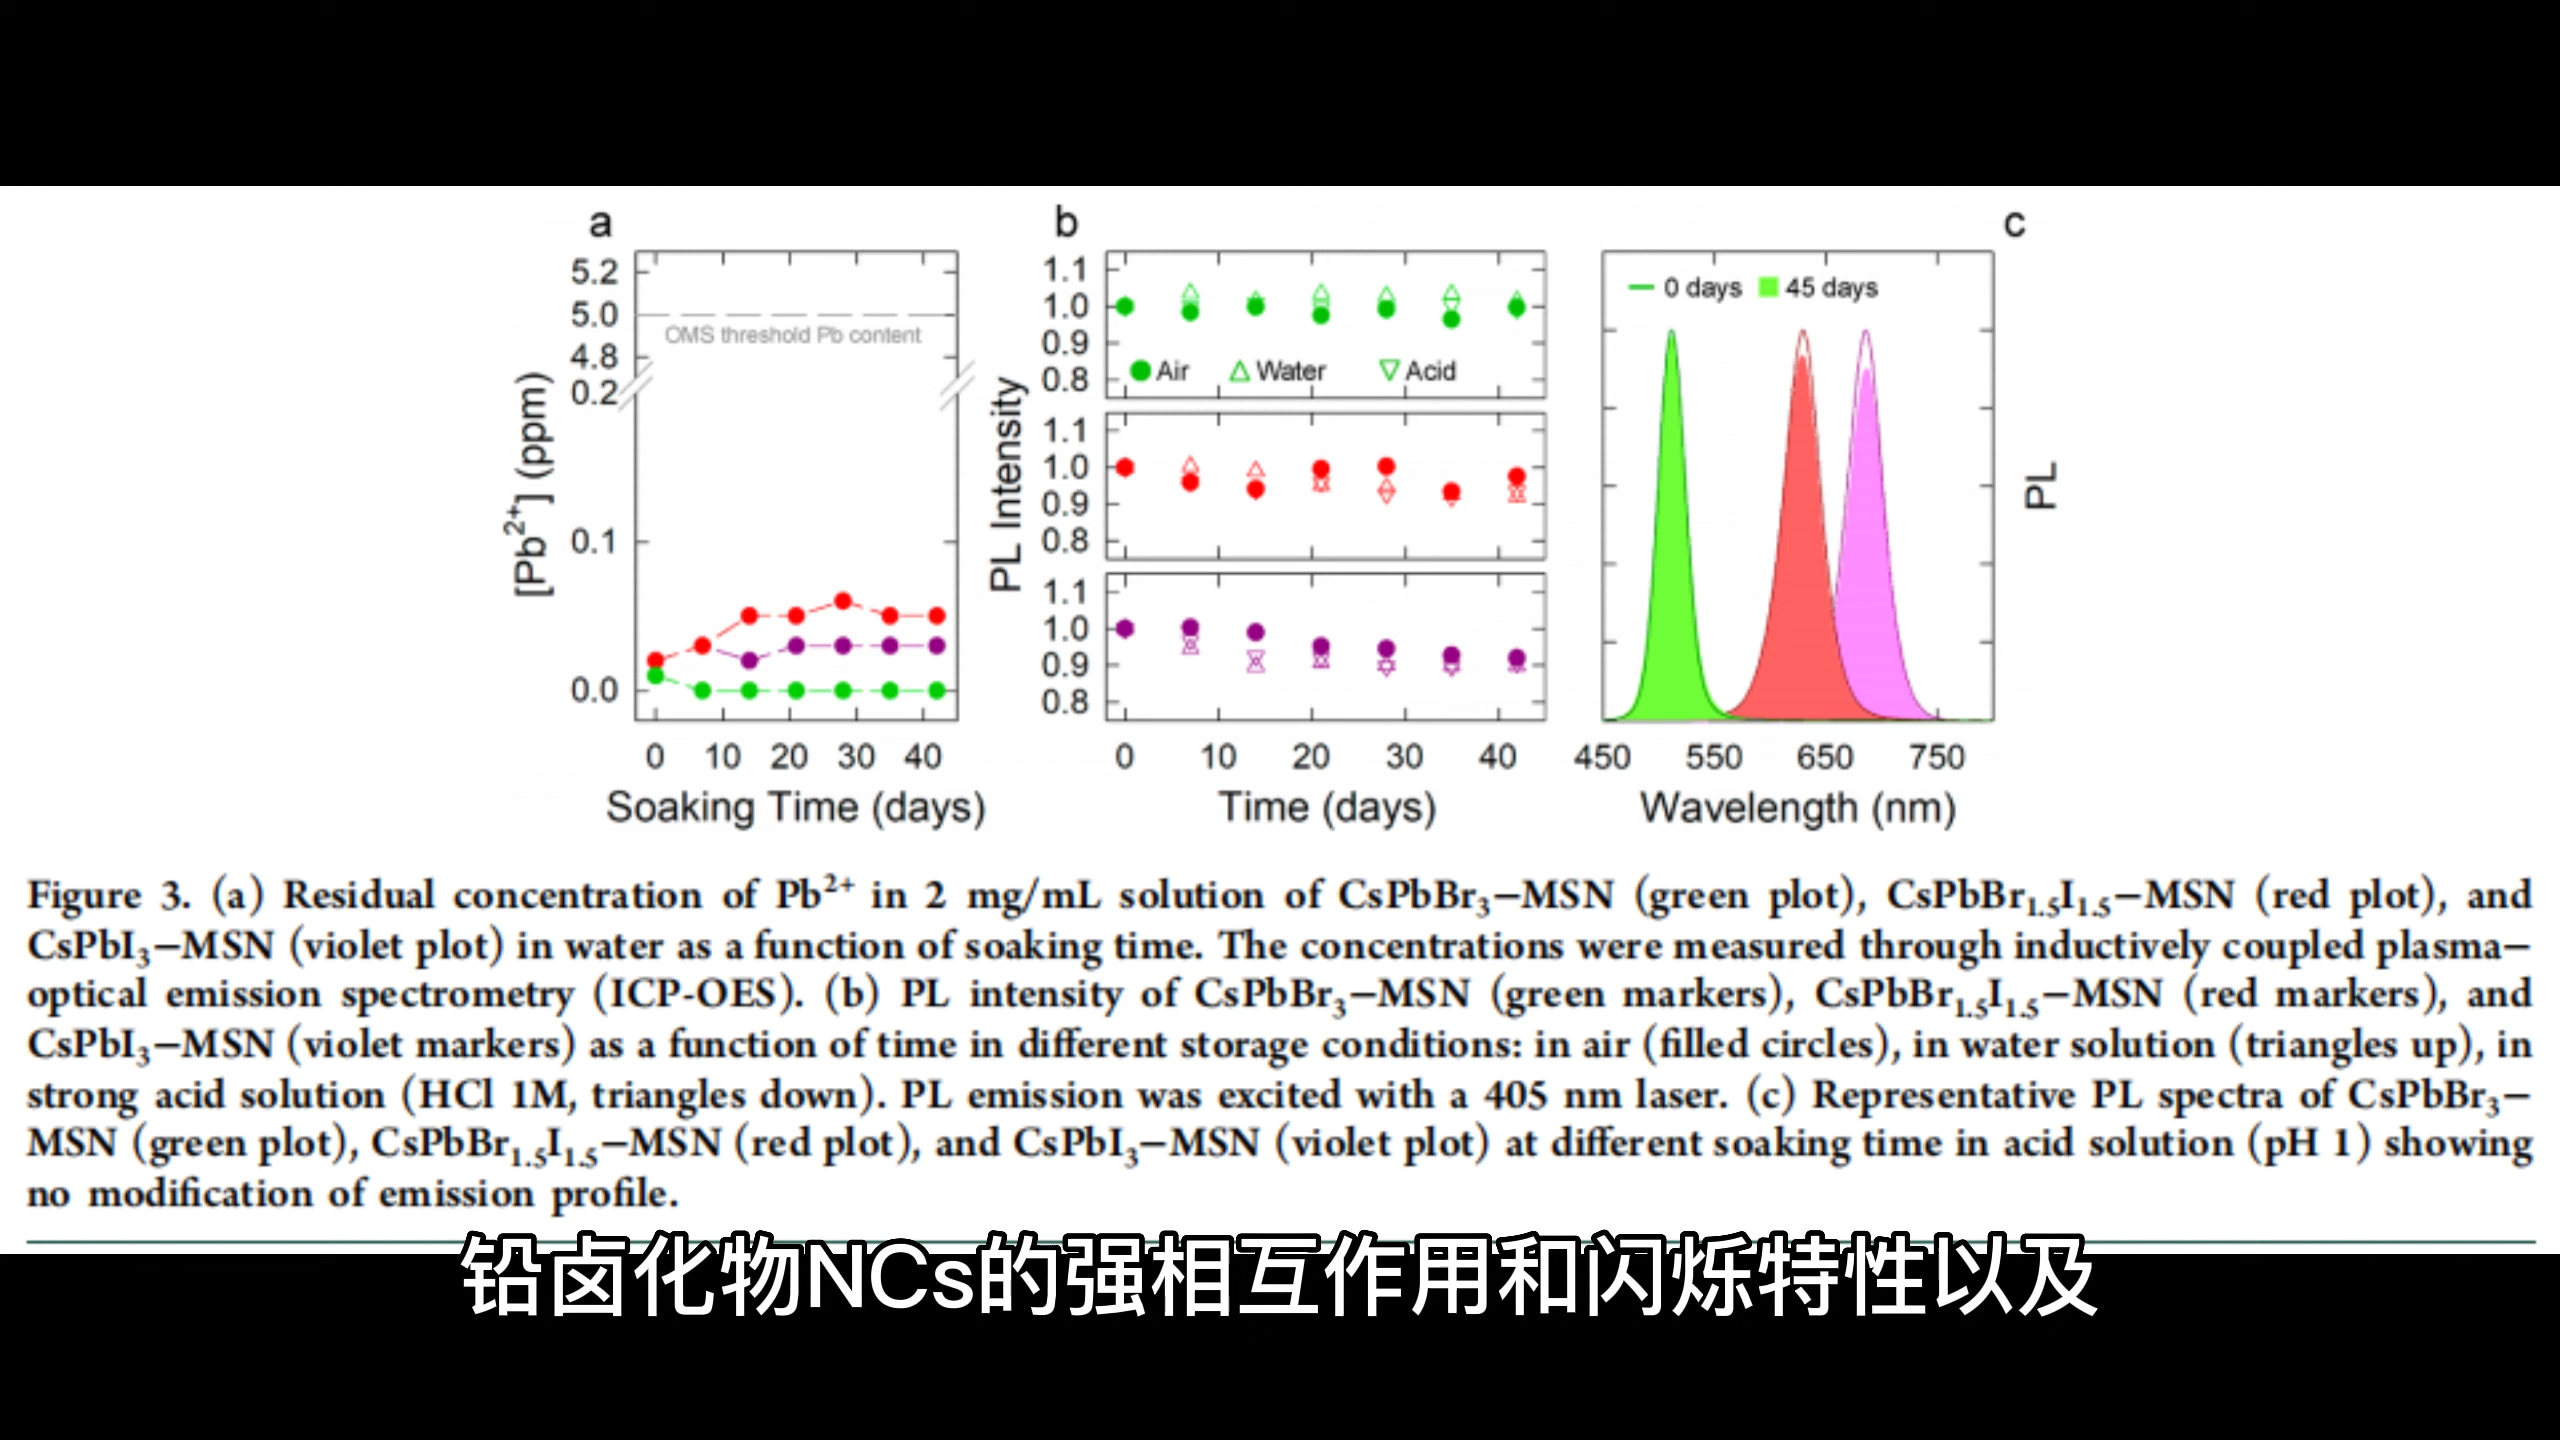 a
b
c
5.2
5.0
4.8
0.2
0.1
0.0
OMS threshold Pb content
[Pb²⁺] (ppm)
0 10 20 30 40
Soaking Time (days)
PL Intensity
1.1
1.0
0.9
0.8
Air Water Acid
1.1
1.0
0.9
0.8
1.1
1.0
0.9
0.8
0 10 20 30 40
Time (days)
0 days 45 days
PL
450 550 650 750
Wavelength (nm)
Figure 3. (a) Residual concentration of Pb²⁺ in 2 mg/mL solution of CsPbBr₃−MSN (green plot), CsPbBr₁.₅I₁.₅−MSN (red plot), and
CsPbI₃−MSN (violet plot) in water as a function of soaking time. The concentrations were measured through inductively coupled plasma−
optical emission spectrometry (ICP-OES). (b) PL intensity of CsPbBr₃−MSN (green markers), CsPbBr₁.₅I₁.₅−MSN (red markers), and
CsPbI₃−MSN (violet markers) as a function of time in different storage conditions: in air (filled circles), in water solution (triangles up), in
strong acid solution (HCl 1M, triangles down). PL emission was excited with a 405 nm laser. (c) Representative PL spectra of CsPbBr₃−
MSN (green plot), CsPbBr₁.₅I₁.₅−MSN (red plot), and CsPbI₃−MSN (violet plot) at different soaking time in acid solution (pH 1) showing
no modification of emission profile.
铅卤化物NCs的强相互作用和闪烁特性以及